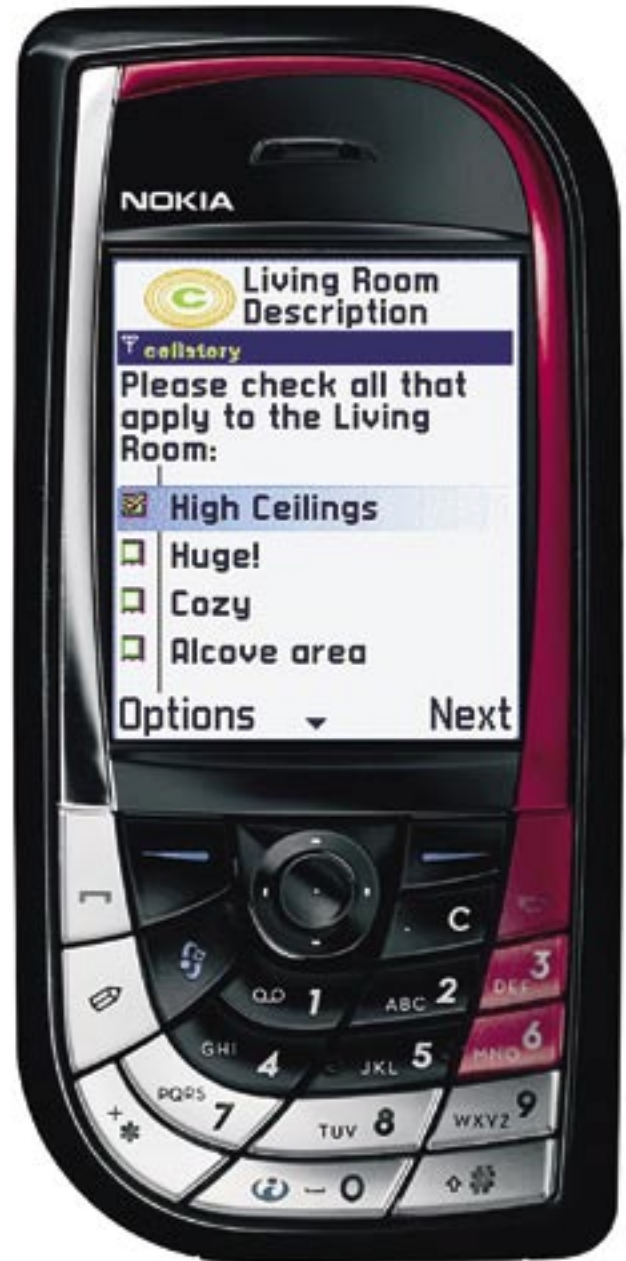 NOKIA
Living Room
Description
cellstory
Please check all that
apply to the Living
Room:
High Ceilings
Huge!
Cozy
Alcove area
Options Next
C
1 ABC 2 DEF 3
GHI 4 JKL 5 MNO 6
PQRS 7 TUV 8 WXYZ 9
+ * 0 #